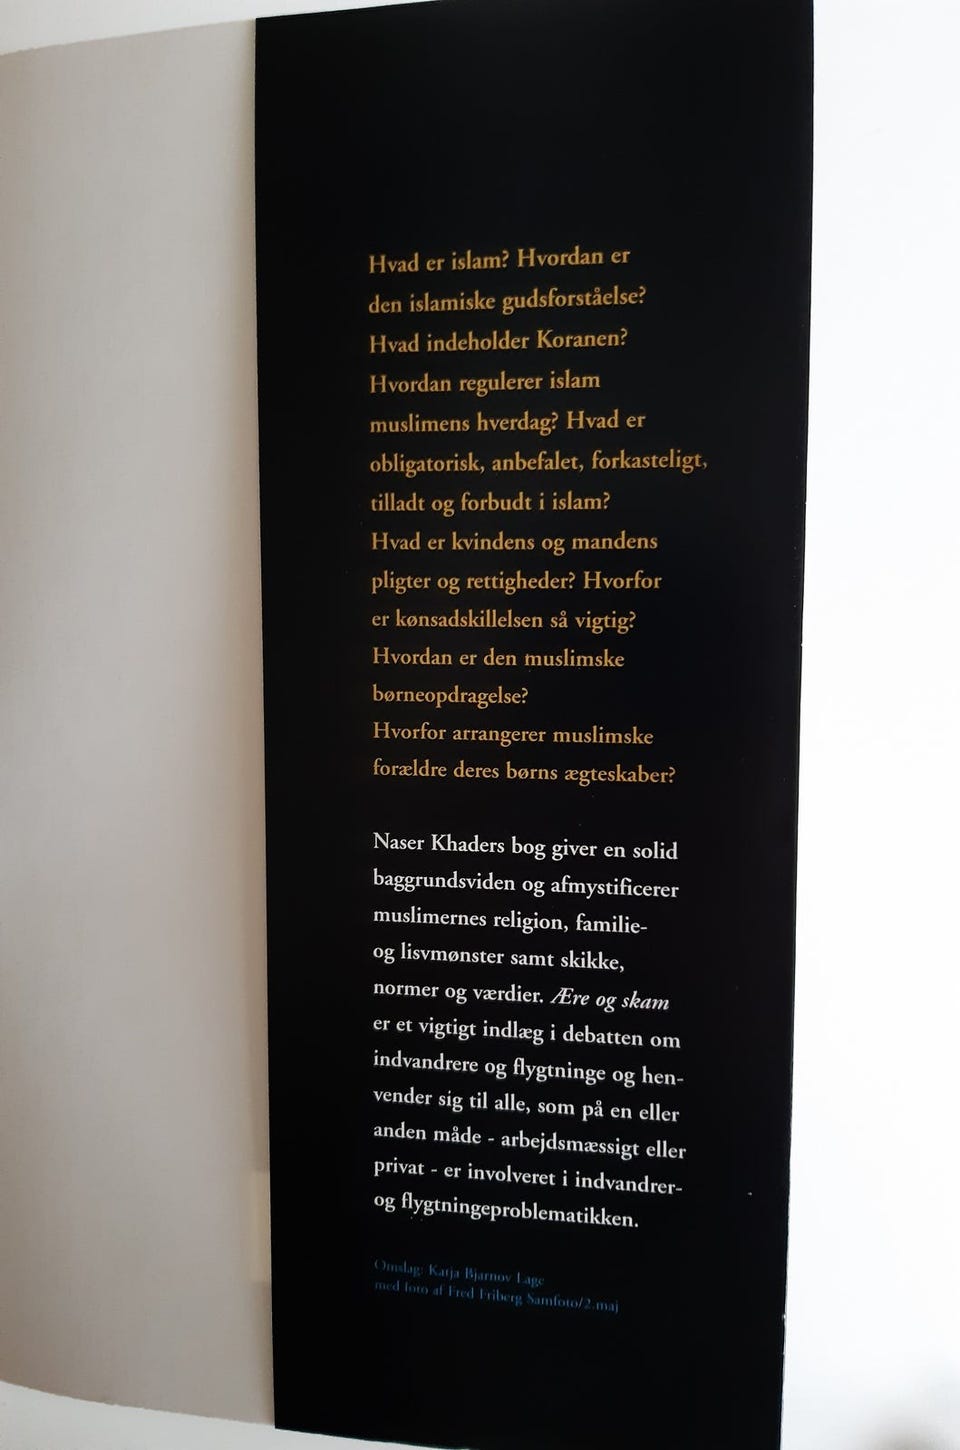 Hvad er islam? Hvordan er
den islamiske gudsforståelse?
Hvad indeholder Koranen?
Hvordan regulerer islam
muslimens hverdag? Hvad er
obligatorisk, anbefalet, forkasteligt,
tilladt og forbudt i islam?
Hvad er kvindens og mandens
pligter og rettigheder? Hvorfor
er kønsadskillelsen så vigtig?
Hvordan er den muslimske
børneopdragelse?
Hvorfor arrangerer muslimske
forældre deres børns ægteskaber?
Naser Khaders bog giver en solid
baggrundsviden og afmystificerer
muslimernes religion, familie-
og lisvmønster samt skikke,
normer og værdier. Ære og skam
er et vigtigt indlæg i debatten om
indvandrere og flygtninge og hen-
vender sig til alle, som på en eller
anden måde - arbejdsmæssigt eller
privat - er involveret i indvandrer-
og flygtningeproblematikken.
Omslag: Katja Bjarnov Lage
med foto af Fred Friberg Samfoto/2.maj